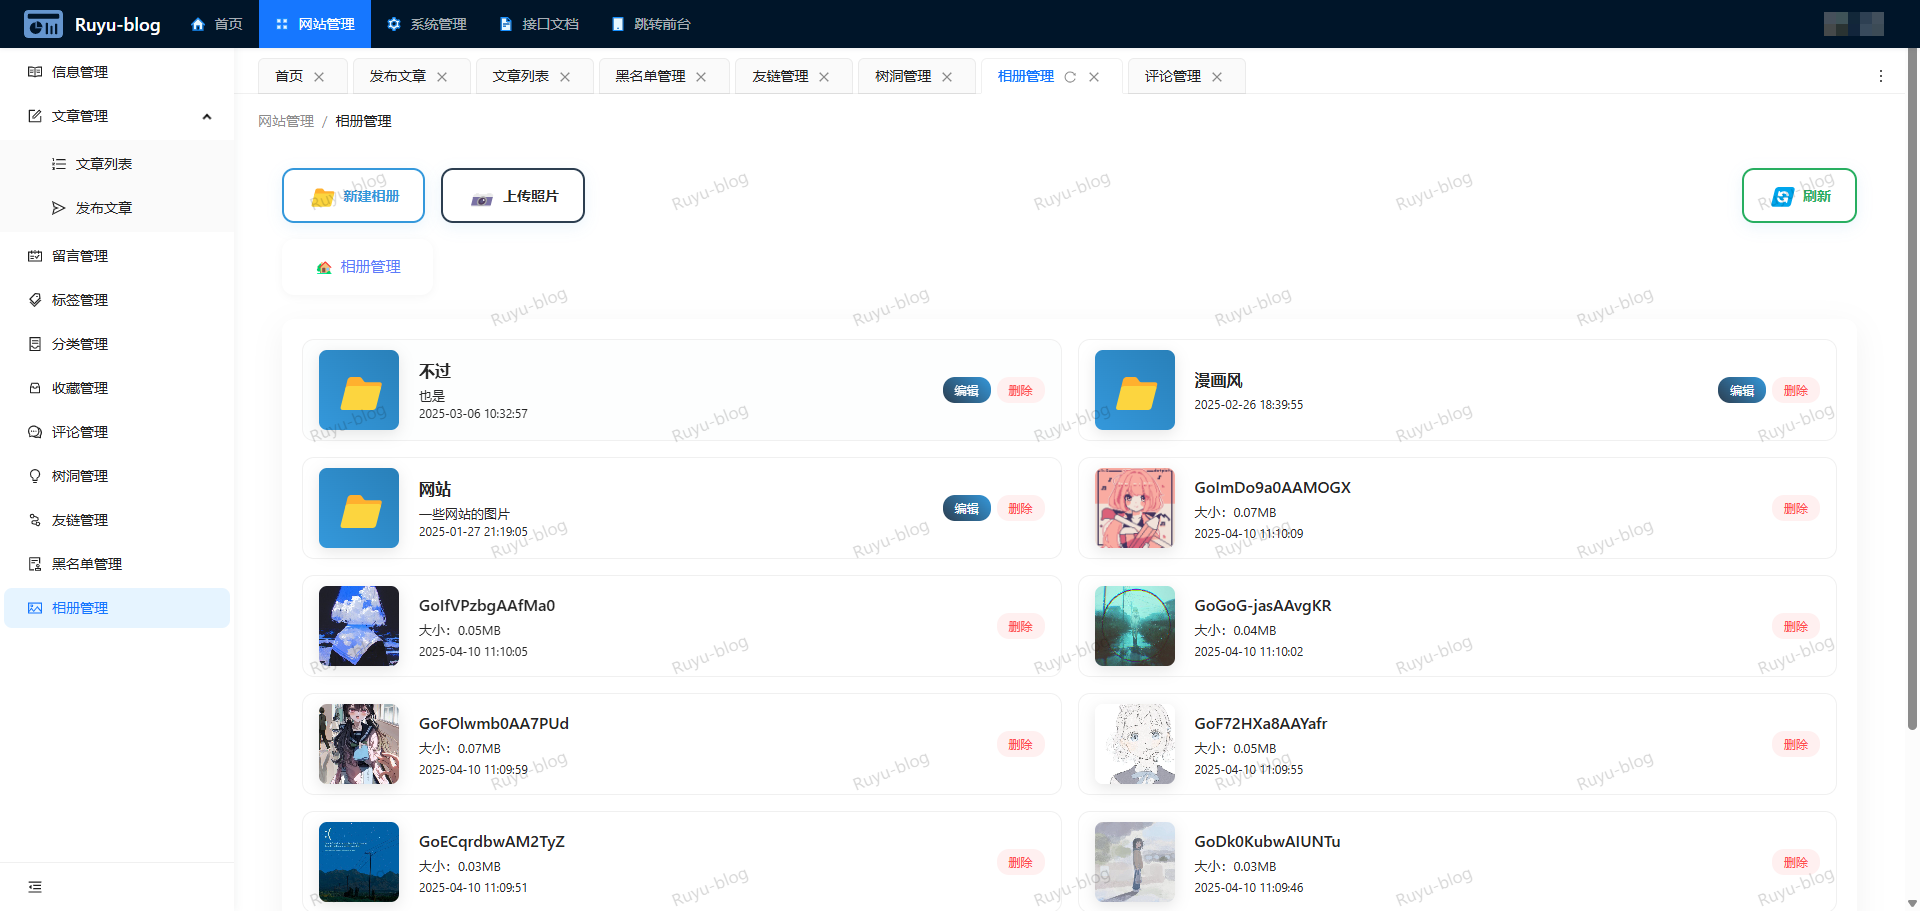 Ruyu-blog
首页
网站管理
系统管理
接口文档
跳转前台
信息管理
文章管理
文章列表
发布文章
留言管理
标签管理
分类管理
收藏管理
评论管理
树洞管理
友链管理
黑名单管理
相册管理
首页
发布文章
文章列表
黑名单管理
友链管理
树洞管理
相册管理
评论管理
网站管理 / 相册管理
新建相册
上传照片
刷新
相册管理
不过
也是
2025-03-06 10:32:57
编辑
删除
漫画风
2025-02-26 18:39:55
编辑
删除
网站
一些网站的图片
2025-01-27 21:19:05
编辑
删除
GoImDo9a0AAMOGX
大小：0.07MB
2025-04-10 11:10:09
删除
GoIfVPzbgAAfMa0
大小：0.05MB
2025-04-10 11:10:05
删除
GoGoG-jasAAvgKR
大小：0.04MB
2025-04-10 11:10:02
删除
GoFOlwmb0AA7PUd
大小：0.07MB
2025-04-10 11:09:59
删除
GoF72HXa8AAYafr
大小：0.05MB
2025-04-10 11:09:55
删除
GoECqrdbwAM2TyZ
大小：0.03MB
2025-04-10 11:09:51
删除
GoDk0KubwAIUNTu
大小：0.03MB
2025-04-10 11:09:46
删除